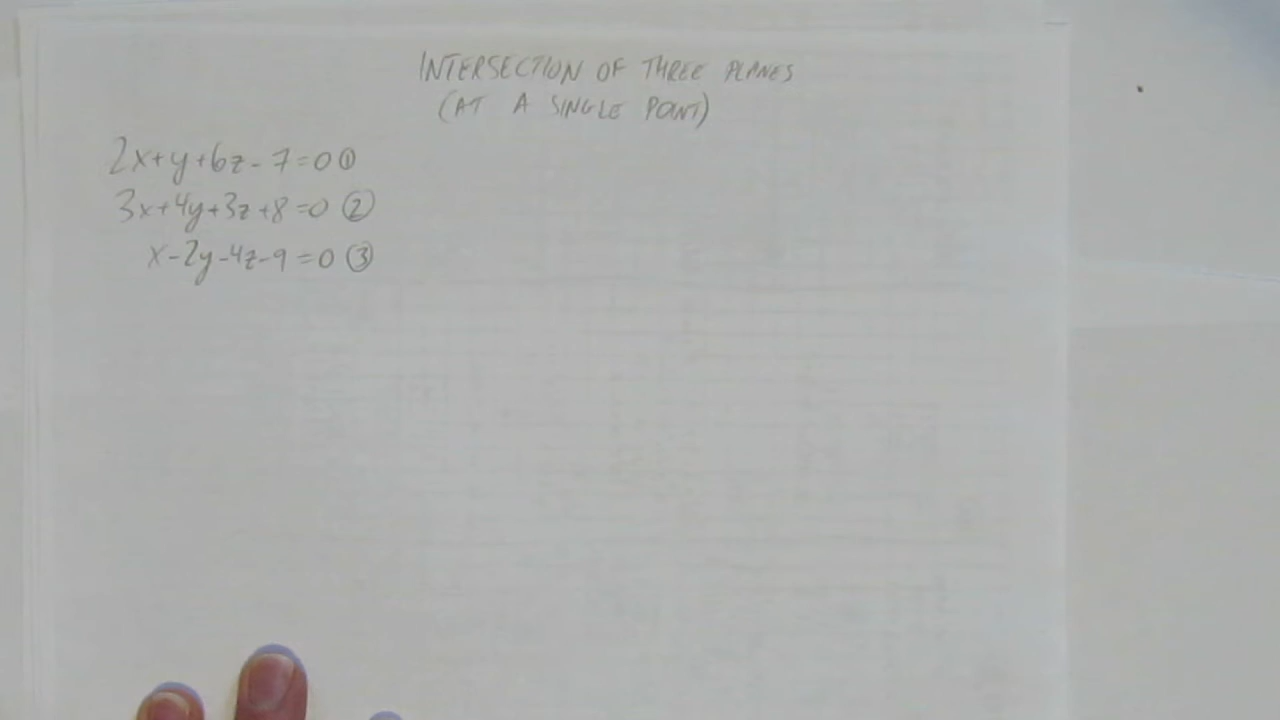 INTERSECTION OF THREE PLANES
(AT A SINGLE POINT)
2x+y+6z-7=0 ①
3x+4y+3z+8=0 ②
x-2y-4z-9=0 ③